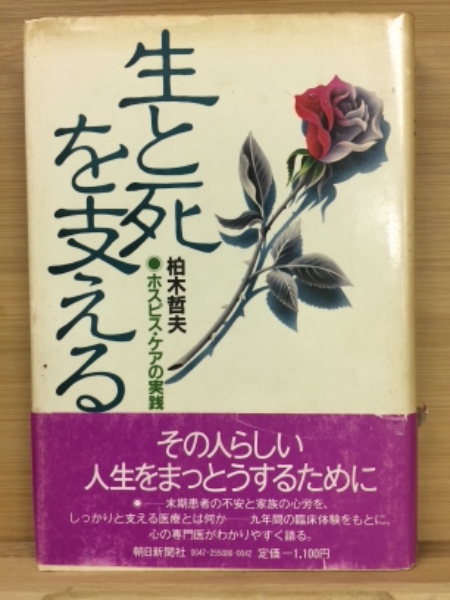 生と死
を支える
柏木哲夫
●ホスピス・ケアの実践
その人らしい
人生をまっとうするために
●——末期患者の不安と家族の心労を、
しっかりと支える医療とは何か——九年間の臨床体験をもとに、
心の専門医がわかりやすく語る。
朝日新聞社 0047-255086-0042 定価—1,100円